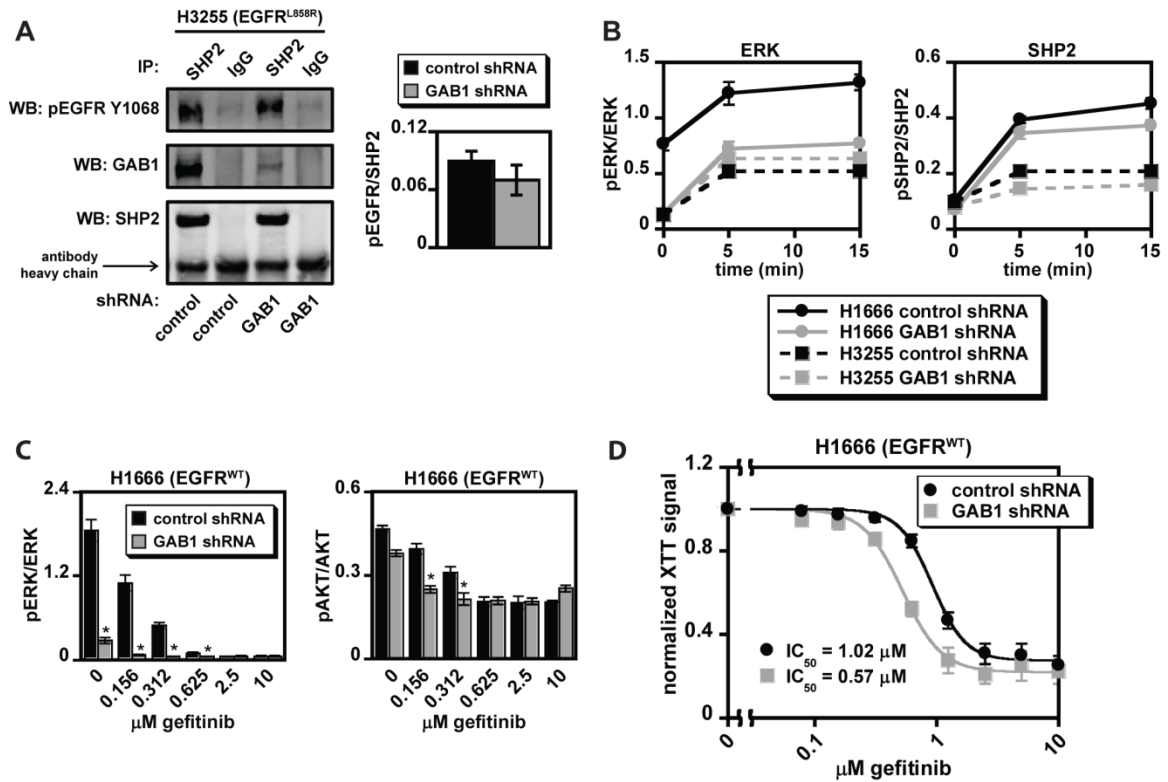 A
H3255 (EGFR^L858R)
IP: SHP2 IgG SHP2 IgG
WB: pEGFR Y1068
WB: GAB1
WB: SHP2
antibody
heavy chain
shRNA: control control GAB1 GAB1
control shRNA
GAB1 shRNA
pEGFR/SHP2
0.12
0.06
0
B
ERK
pERK/ERK
1.5
1.0
0.5
0
0 5 10 15
time (min)
SHP2
pSHP2/SHP2
0.6
0.4
0.2
0
0 5 10 15
time (min)
H1666 control shRNA
H1666 GAB1 shRNA
H3255 control shRNA
H3255 GAB1 shRNA
C
H1666 (EGFR^WT)
pERK/ERK
2.4
1.2
0
control shRNA
GAB1 shRNA
* * * *
0 0.156 0.312 0.625 2.5 10
μM gefitinib
H1666 (EGFR^WT)
pAKT/AKT
0.6
0.3
0
* *
0 0.156 0.312 0.625 2.5 10
μM gefitinib
D
H1666 (EGFR^WT)
normalized XTT signal
1.2
0.8
0.4
0
control shRNA
GAB1 shRNA
IC50 = 1.02 μM
IC50 = 0.57 μM
0 0.1 1 10
μM gefitinib